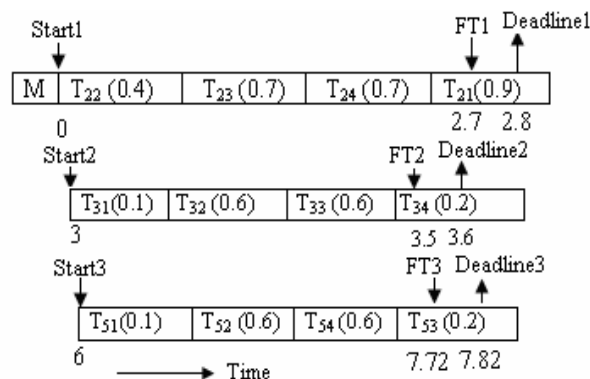 Start1 FT1 Deadline1
M T22 (0.4) T23 (0.7) T24 (0.7) T21(0.9)
0 2.7 2.8
Start2 FT2 Deadline2
T31(0.1) T32 (0.6) T33 (0.6) T34 (0.2)
3 3.5 3.6
Start3 FT3 Deadline3
T51(0.1) T52 (0.6) T54 (0.6) T53 (0.2)
6 7.72 7.82
Time